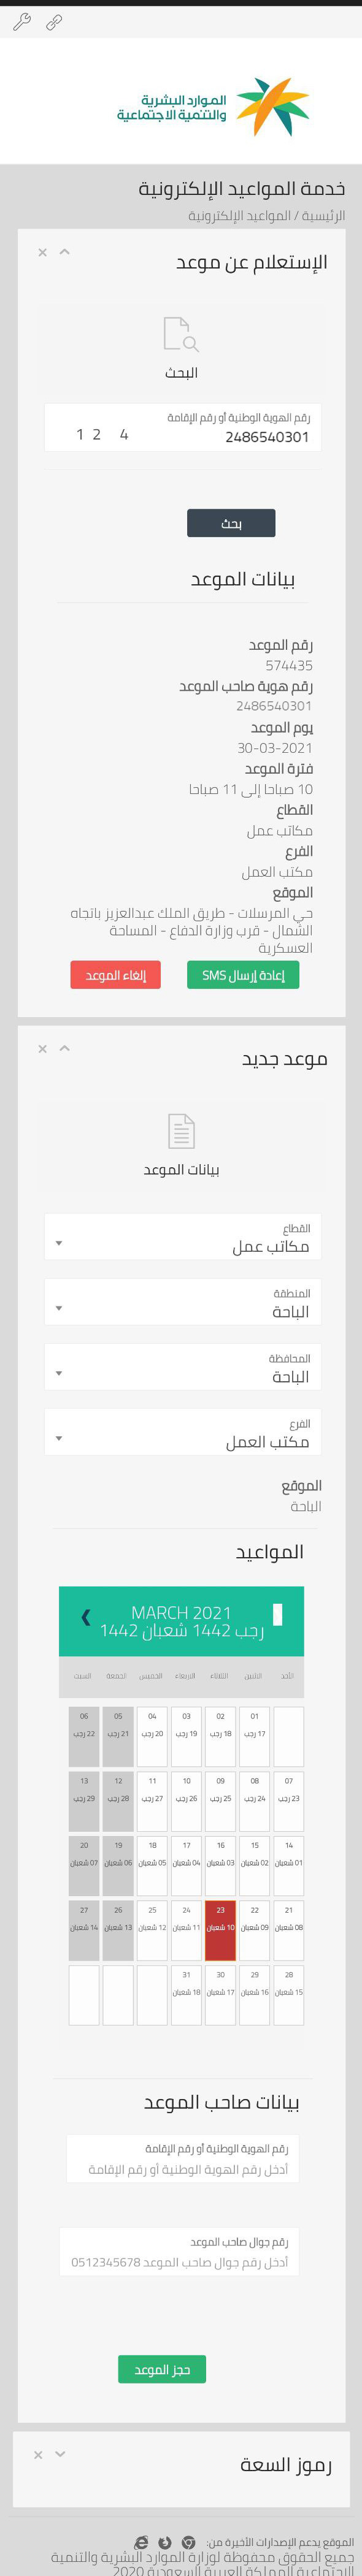 الموارد البشرية
والتنمية الاجتماعية
خدمة المواعيد الإلكترونية
الرئيسية / المواعيد الإلكترونية
الإستعلام عن موعد
البحث
رقم الهوية الوطنية أو رقم الإقامة
2486540301
1 2 4
بحث
بيانات الموعد
رقم الموعد
574435
رقم هوية صاحب الموعد
2486540301
يوم الموعد
30-03-2021
فترة الموعد
10 صباحا إلى 11 صباحا
القطاع
مكاتب عمل
الفرع
مكتب العمل
الموقع
حي المرسلات - طريق الملك عبدالعزيز باتجاه
الشمال - قرب وزارة الدفاع - المساحة
العسكرية
إعادة إرسال SMS
إلغاء الموعد
موعد جديد
بيانات الموعد
القطاع
مكاتب عمل
المنطقة
الباحة
المحافظة
الباحة
الفرع
مكتب العمل
الموقع
الباحة
المواعيد
MARCH 2021
رجب 1442 شعبان 1442
الأحد الاثنين الثلاثاء الأربعاء الخميس الجمعة السبت
01 02 03 04 05 06
17 رجب 18 رجب 19 رجب 20 رجب 21 رجب 22 رجب
07 08 09 10 11 12 13
23 رجب 24 رجب 25 رجب 26 رجب 27 رجب 28 رجب 29 رجب
14 15 16 17 18 19 20
01 شعبان 02 شعبان 03 شعبان 04 شعبان 05 شعبان 06 شعبان 07 شعبان
21 22 23 24 25 26 27
08 شعبان 09 شعبان 10 شعبان 11 شعبان 12 شعبان 13 شعبان 14 شعبان
28 29 30 31
15 شعبان 16 شعبان 17 شعبان 18 شعبان
بيانات صاحب الموعد
رقم الهوية الوطنية أو رقم الإقامة
أدخل رقم الهوية الوطنية أو رقم الإقامة
رقم جوال صاحب الموعد
أدخل رقم جوال صاحب الموعد 0512345678
حجز الموعد
رموز السعة
الموقع يدعم الإصدارات الأخيرة من:
جميع الحقوق محفوظة لوزارة الموارد البشرية والتنمية
الاجتماعية المملكة العربية السعودية 2020